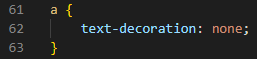 61 a {
62     text-decoration: none;
63 }